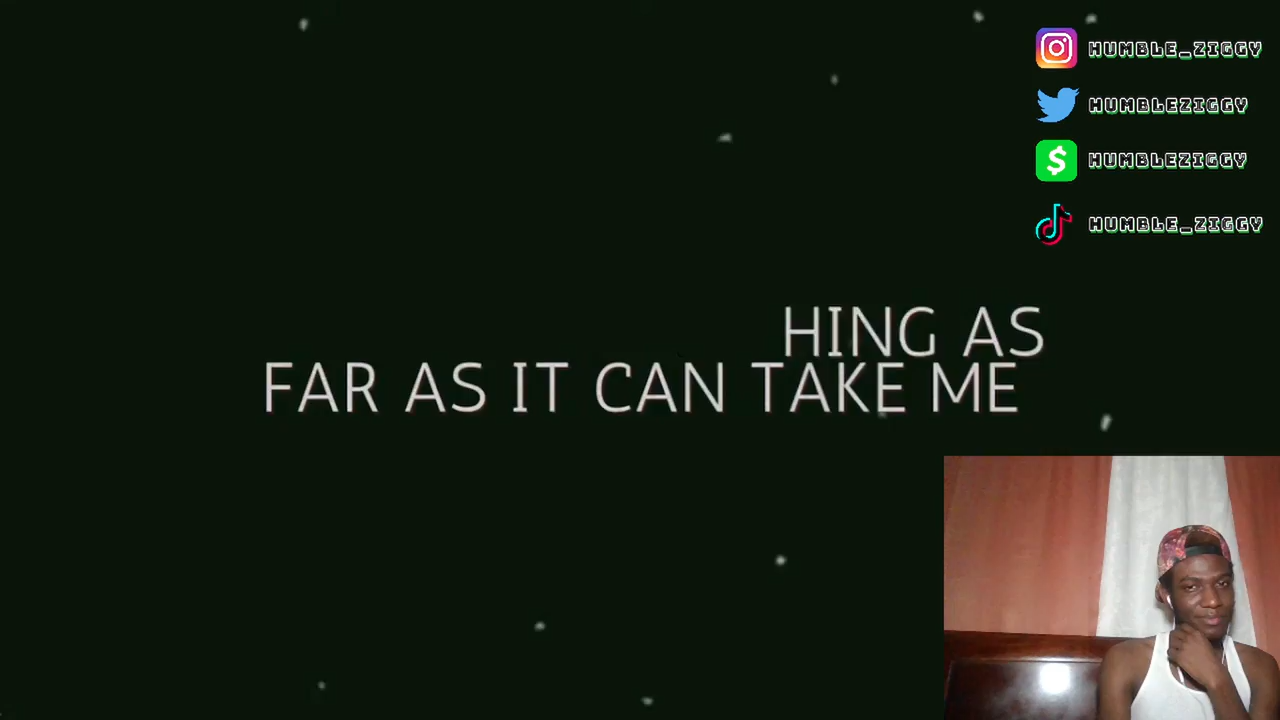 HUMBLE_ZIGGY
HUMBLEZIGGY
HUMBLEZIGGY
HUMBLE_ZIGGY
HING AS
FAR AS IT CAN TAKE ME